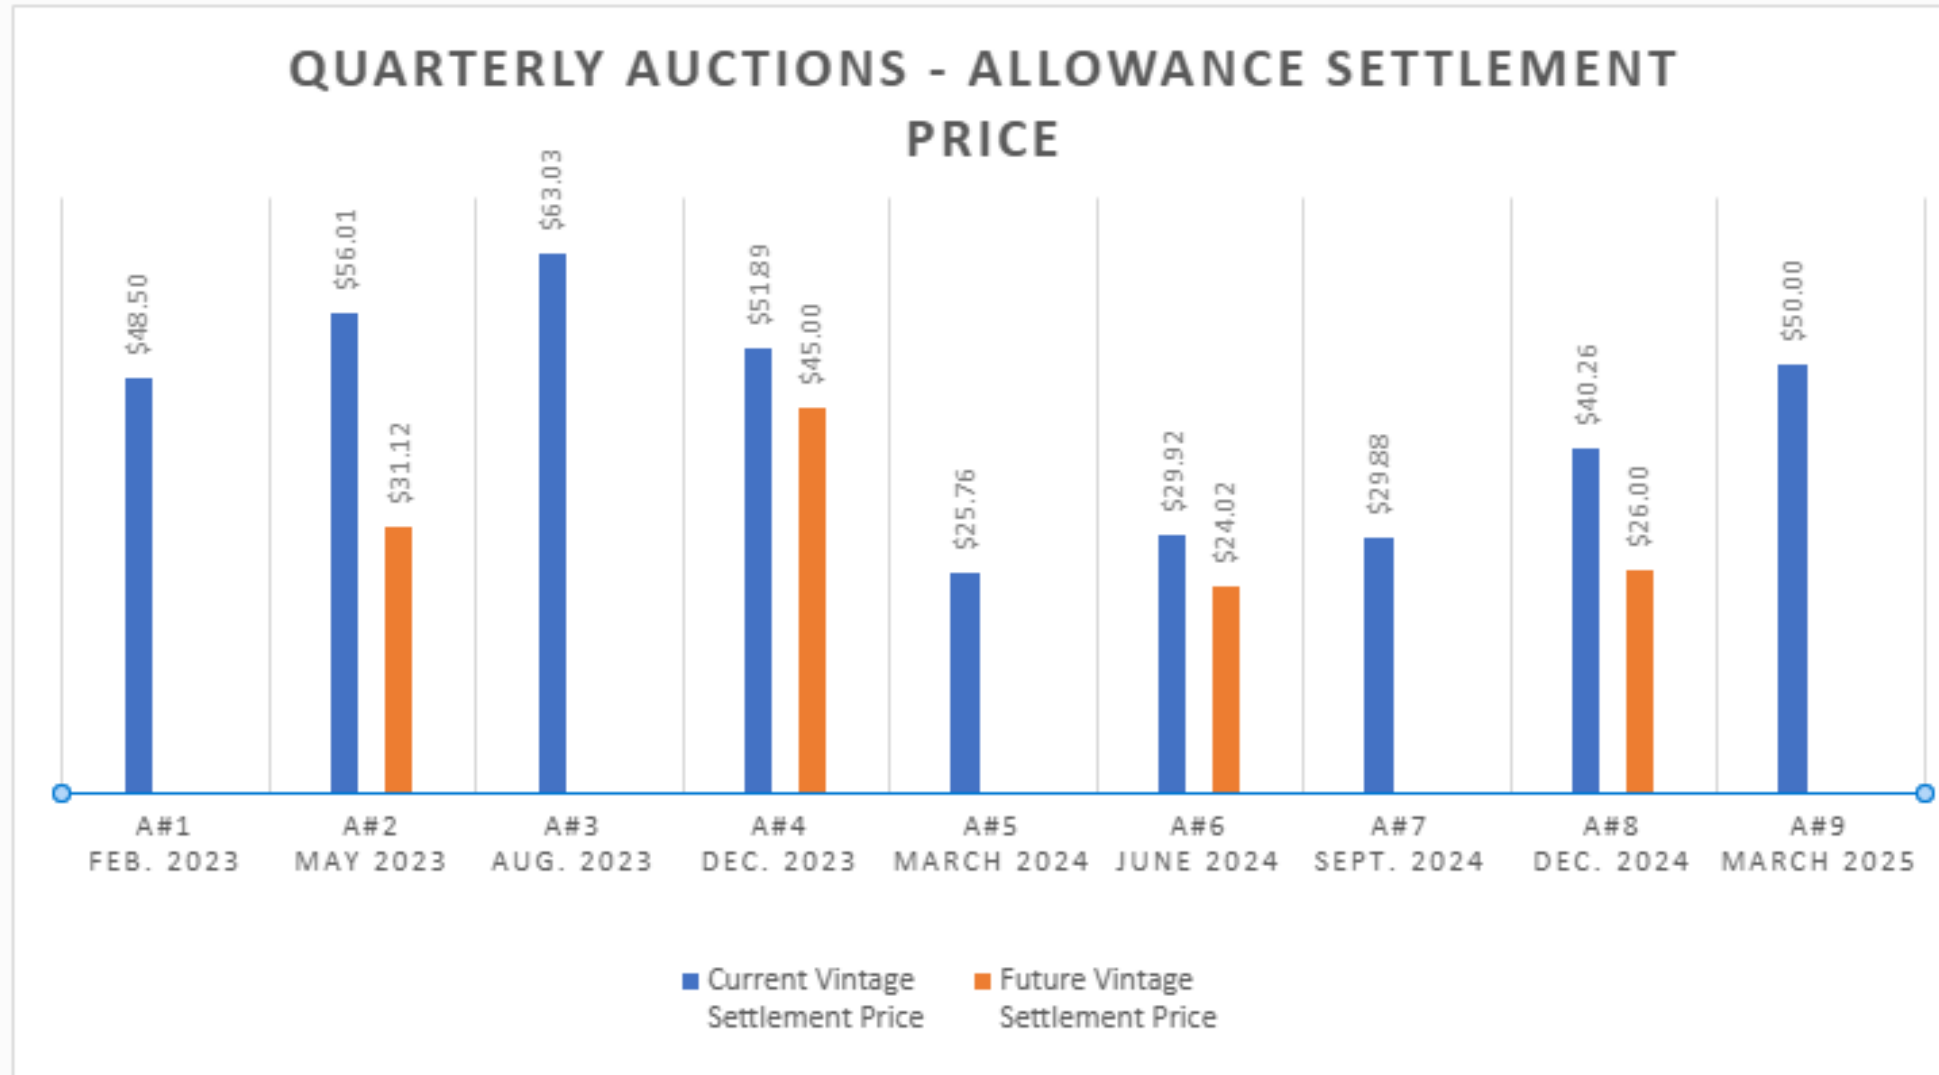 QUARTERLY AUCTIONS - ALLOWANCE SETTLEMENT
PRICE
$48.50
$56.01
$31.12
$63.03
$51.89
$45.00
$25.76
$29.92
$24.02
$29.88
$40.26
$26.00
$50.00
A#1
FEB. 2023
A#2
MAY 2023
A#3
AUG. 2023
A#4
DEC. 2023
A#5
MARCH 2024
A#6
JUNE 2024
A#7
SEPT. 2024
A#8
DEC. 2024
A#9
MARCH 2025
Current Vintage
Settlement Price
Future Vintage
Settlement Price